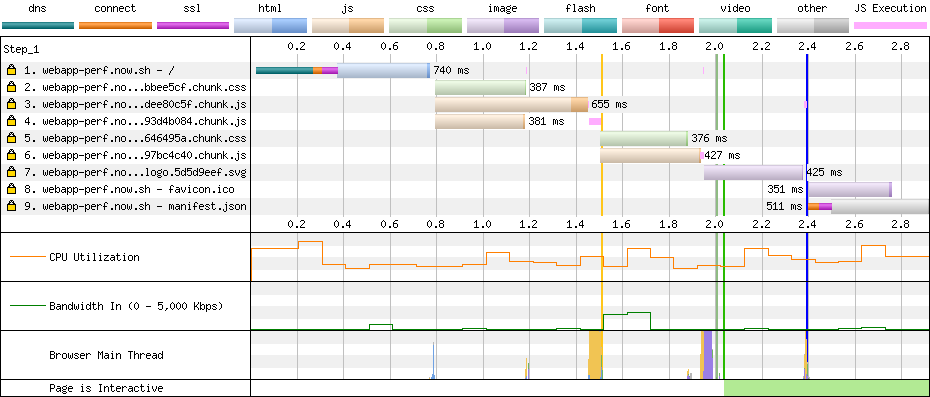 dns connect ssl html js css image flash font video other JS Execution
Step_1 0.2 0.4 0.6 0.8 1.0 1.2 1.4 1.6 1.8 2.0 2.2 2.4 2.6 2.8
1. webapp-perf.now.sh - / 740 ms
2. webapp-perf.no...bbee5cf.chunk.css 387 ms
3. webapp-perf.no...dee80c5f.chunk.js 655 ms
4. webapp-perf.no...93d4b084.chunk.js 381 ms
5. webapp-perf.no...646495a.chunk.css 376 ms
6. webapp-perf.no...97bc4c40.chunk.js 427 ms
7. webapp-perf.no...logo.5d5d9eef.svg 425 ms
8. webapp-perf.now.sh - favicon.ico 351 ms
9. webapp-perf.now.sh - manifest.json 511 ms
0.2 0.4 0.6 0.8 1.0 1.2 1.4 1.6 1.8 2.0 2.2 2.4 2.6 2.8
CPU Utilization
Bandwidth In (0 - 5,000 Kbps)
Browser Main Thread
Page is Interactive